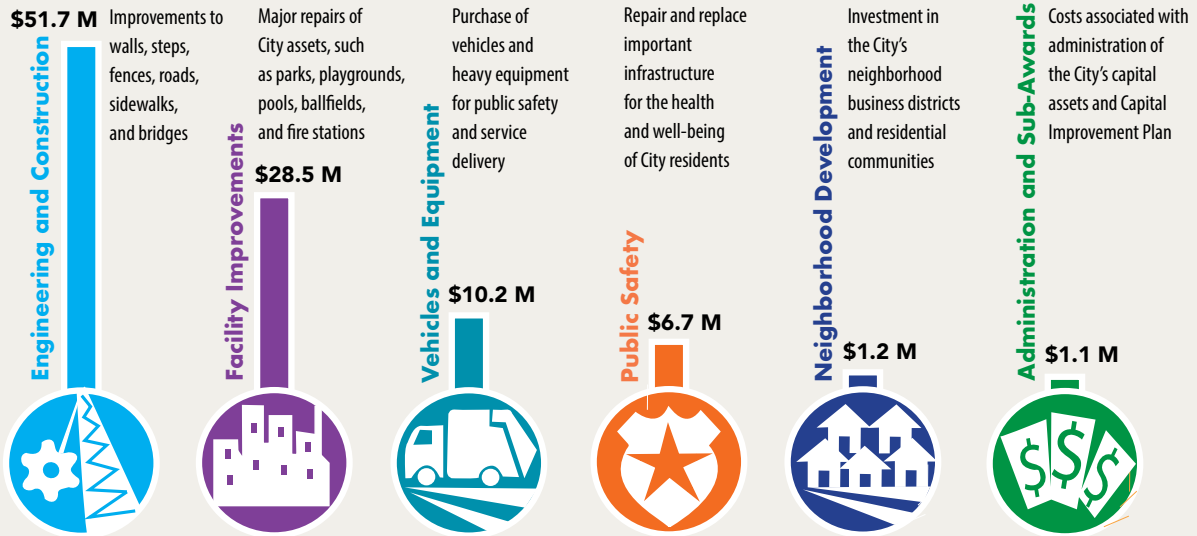 $51.7 M
Engineering and Construction
Improvements to
walls, steps,
fences, roads,
sidewalks,
and bridges
Major repairs of
City assets, such
as parks, playgrounds,
pools, ballfields,
and fire stations
Facility Improvements
$28.5 M
Purchase of
vehicles and
heavy equipment
for public safety
and service
delivery
Vehicles and Equipment
$10.2 M
Repair and replace
important
infrastructure
for the health
and well-being
of City residents
Public Safety
$6.7 M
Investment in
the City's
neighborhood
business districts
and residential
communities
Neighborhood Development
$1.2 M
Costs associated with
administration of
the City's capital
assets and Capital
Improvement Plan
Administration and Sub-Awards
$1.1 M
$
$
$